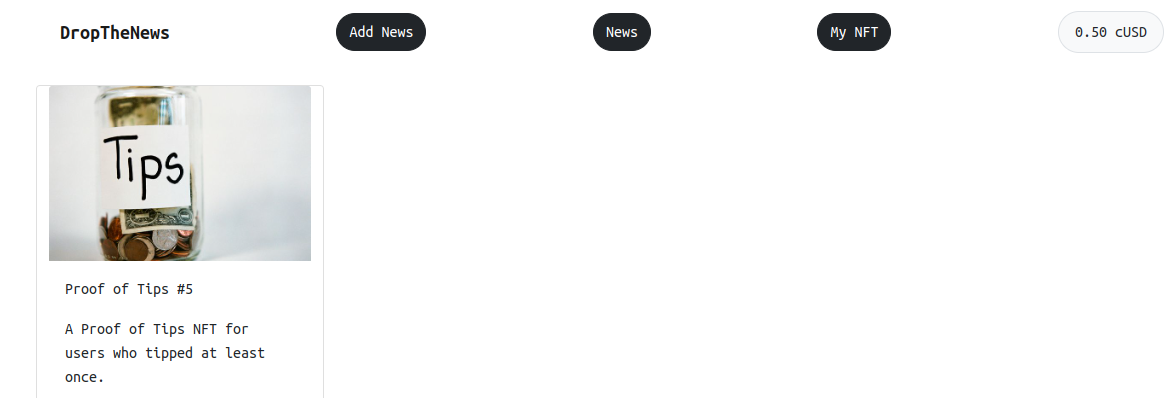 DropTheNews
Add News
News
My NFT
0.50 cUSD
Tips
Proof of Tips #5
A Proof of Tips NFT for
users who tipped at least
once.